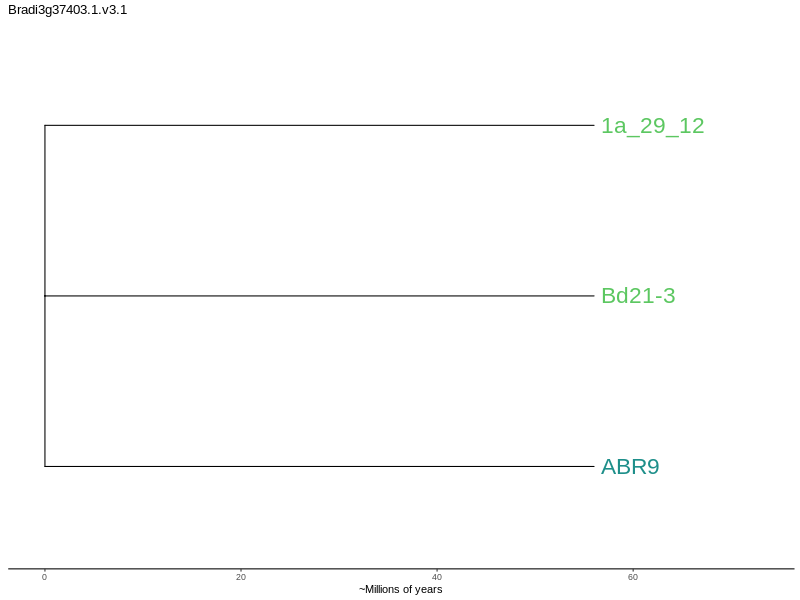 Bradi3g37403.1.v3.1
1a_29_12
Bd21-3
ABR9
0 20 40 60
~Millions of years